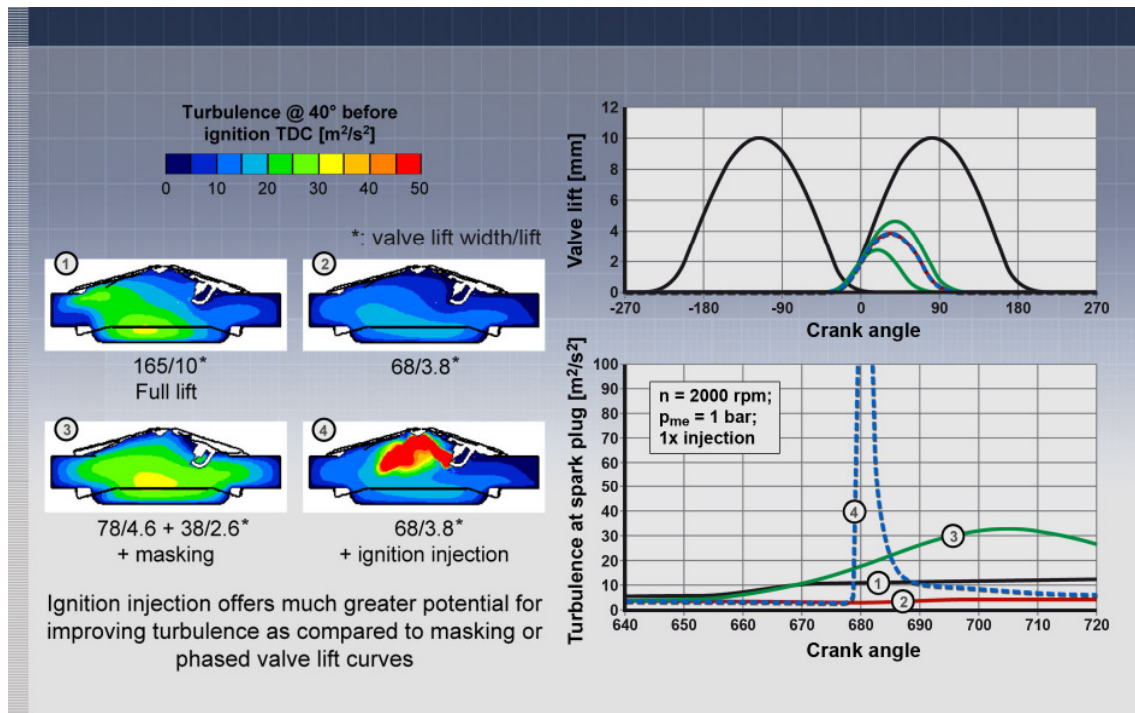 Turbulence @ 40° before
ignition TDC [m²/s²]
0 10 20 30 40 50
*: valve lift width/lift
1
165/10*
Full lift
2
68/3.8*
3
78/4.6 + 38/2.6*
+ masking
4
68/3.8*
+ ignition injection
Ignition injection offers much greater potential for
improving turbulence as compared to masking or
phased valve lift curves
Valve lift [mm]
12
10
8
6
4
2
0
-270 -180 -90 0 90 180 270
Crank angle
Turbulence at spark plug [m²/s²]
100
90
80
70
60
50
40
30
20
10
0
n = 2000 rpm;
pme = 1 bar;
1x injection
4
3
1
2
640 650 660 670 680 690 700 710 720
Crank angle